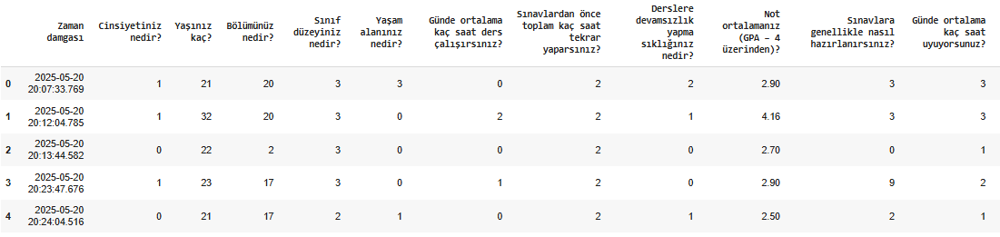 Zaman damgası Cinsiyetiniz nedir? Yaşınız kaç? Bölümünüz nedir? Sınıf düzeyiniz nedir? Yaşam alanınız nedir? Günde ortalama kaç saat ders çalışırsınız? Sınavlardan önce toplam kaç saat tekrar yaparsınız? Derslere devamsızlık yapma sıklığınız nedir? Not ortalamanız (GPA – 4 üzerinden)? Sınavlara genellikle nasıl hazırlanırsınız? Günde ortalama kaç saat uyuyorsunuz?
0 2025-05-20 20:07:33.769 1 21 20 3 3 0 2 2 2.90 3 3
1 2025-05-20 20:12:04.785 1 32 20 3 0 2 2 1 4.16 3 3
2 2025-05-20 20:13:44.582 0 22 2 3 0 0 2 0 2.70 0 1
3 2025-05-20 20:23:47.676 1 23 17 3 0 1 2 0 2.90 9 2
4 2025-05-20 20:24:04.516 0 21 17 2 1 0 2 1 2.50 2 1